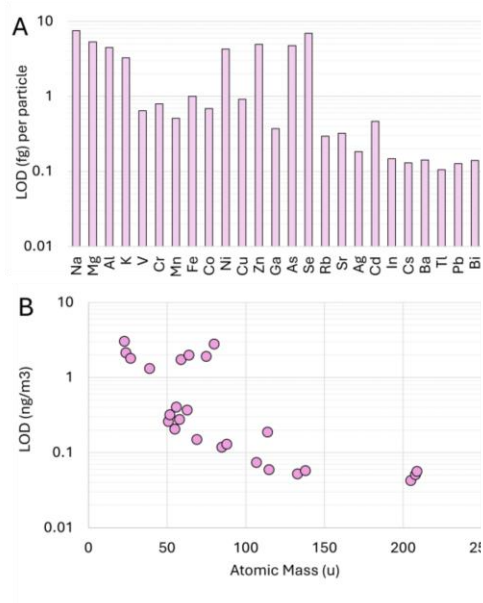 A
LOD (fg) per particle
10
1
0.1
0.01
Na Mg Al K V Cr Mn Fe Co Ni Cu Zn Ga As Se Rb Sr Ag Cd In Cs Ba Tl Pb Bi
B
LOD (ng/m3)
10
1
0.1
0.01
0 50 100 150 200 25
Atomic Mass (u)